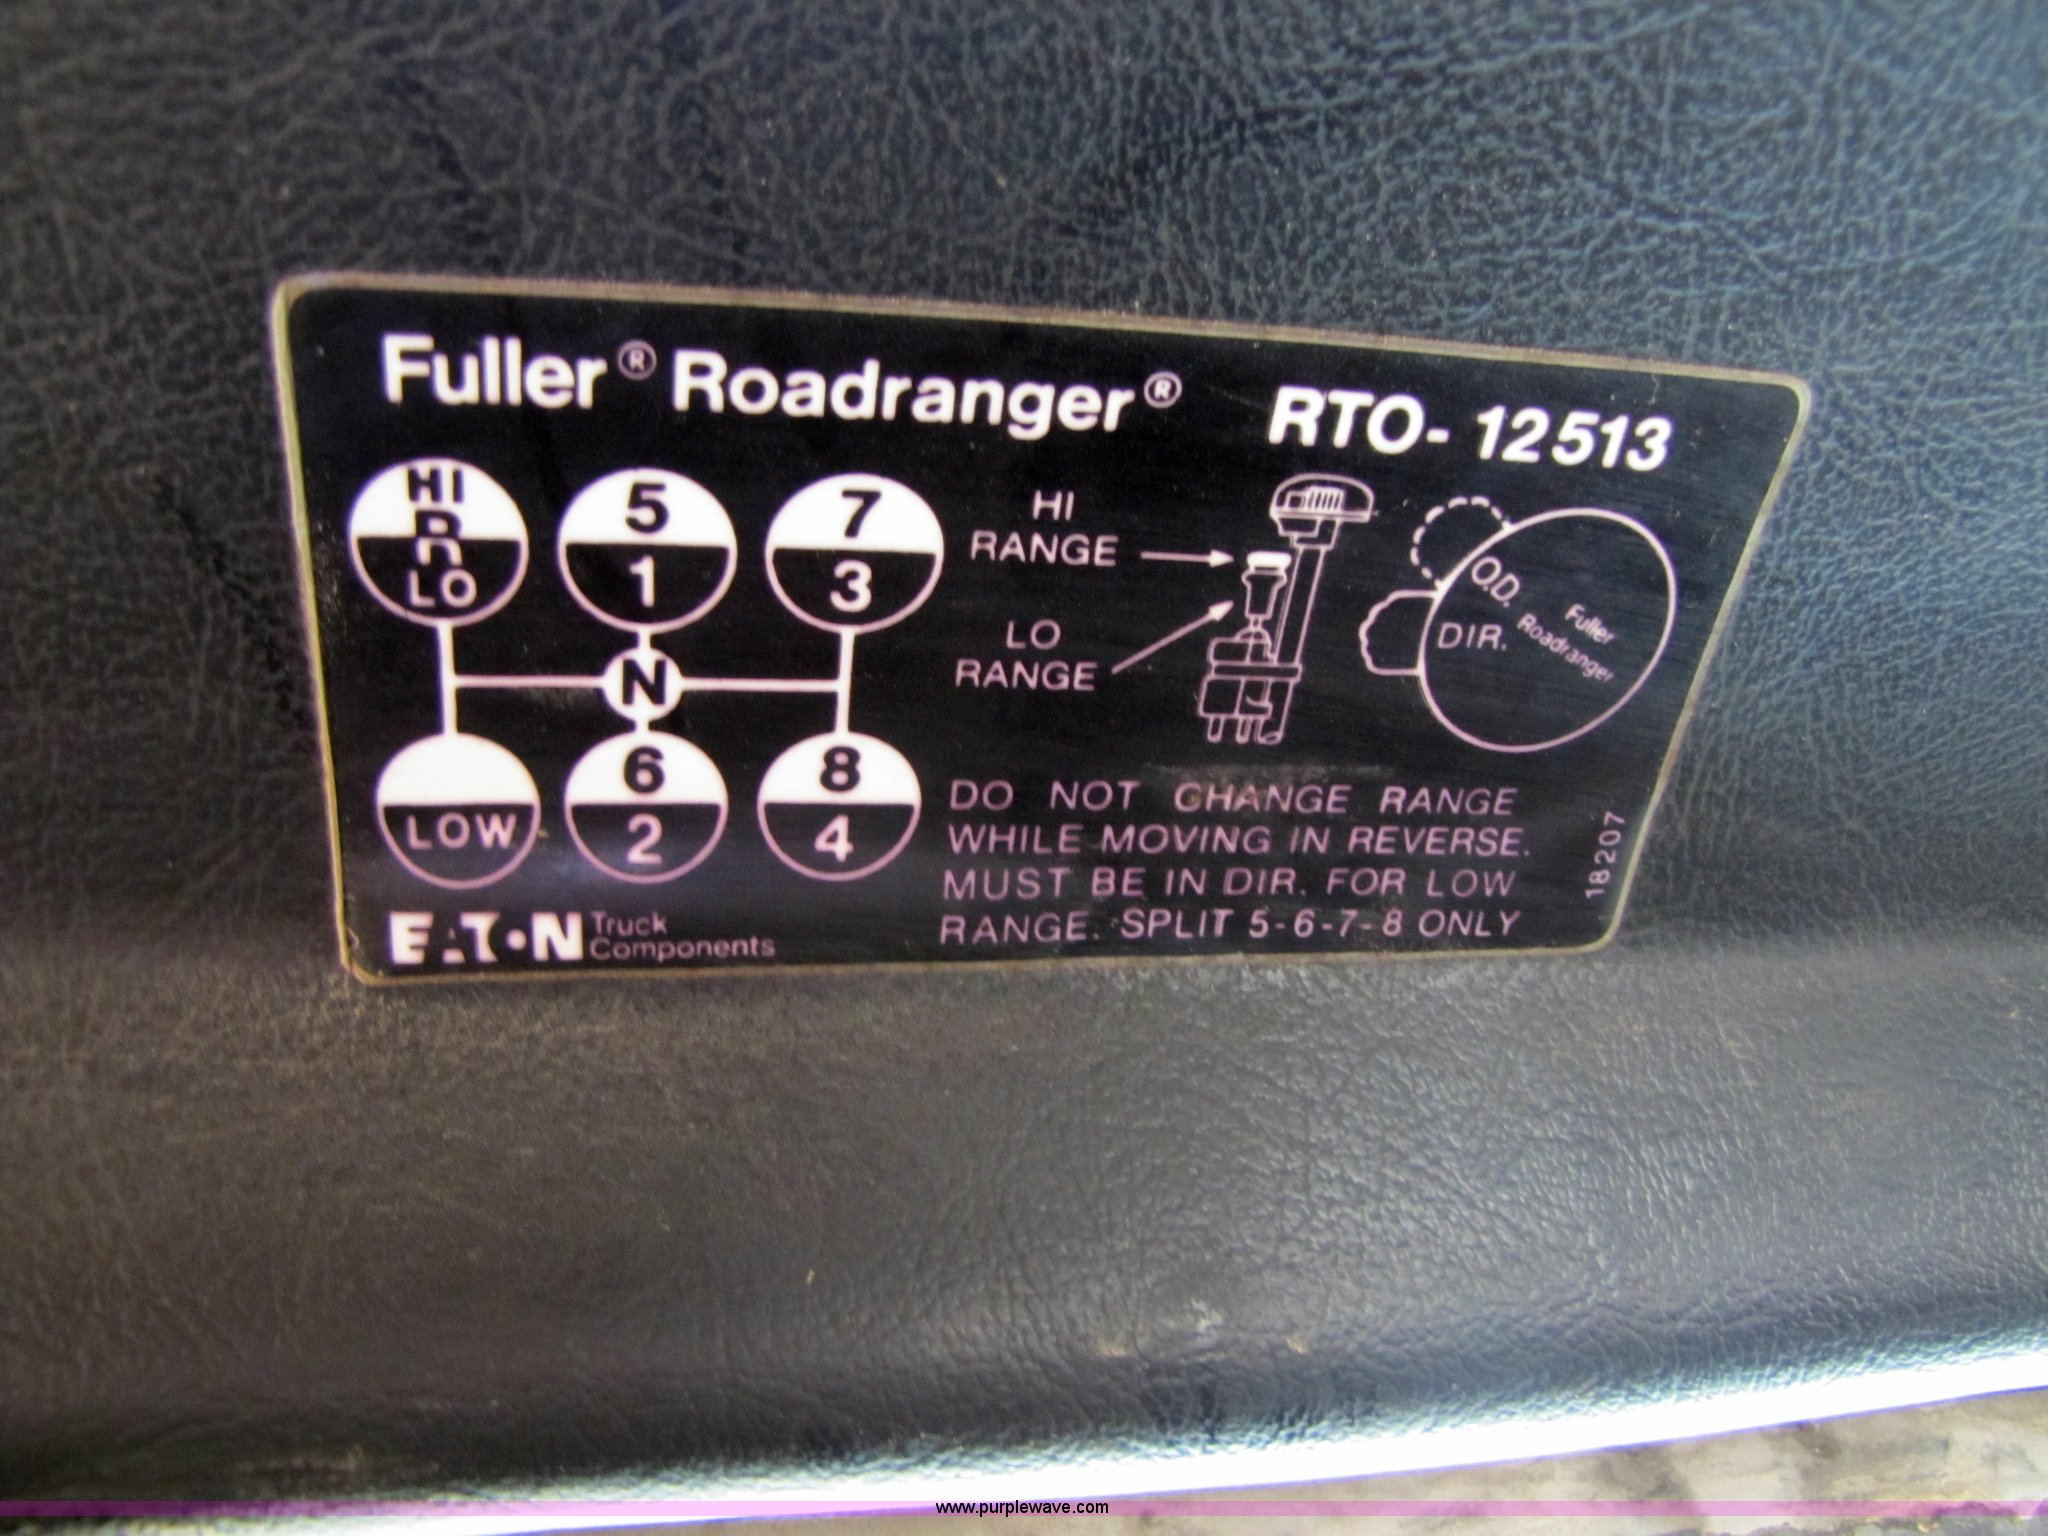 Fuller® Roadranger® RTO-12513
HI
R
LO
5
1
7
3
N
LOW
6
2
8
4
HI
RANGE
LO
RANGE
O.D.
DIR.
Fuller
Roadranger
DO NOT CHANGE RANGE
WHILE MOVING IN REVERSE.
MUST BE IN DIR. FOR LOW
RANGE. SPLIT 5-6-7-8 ONLY
18207
EATON Truck
Components
www.purplewave.com